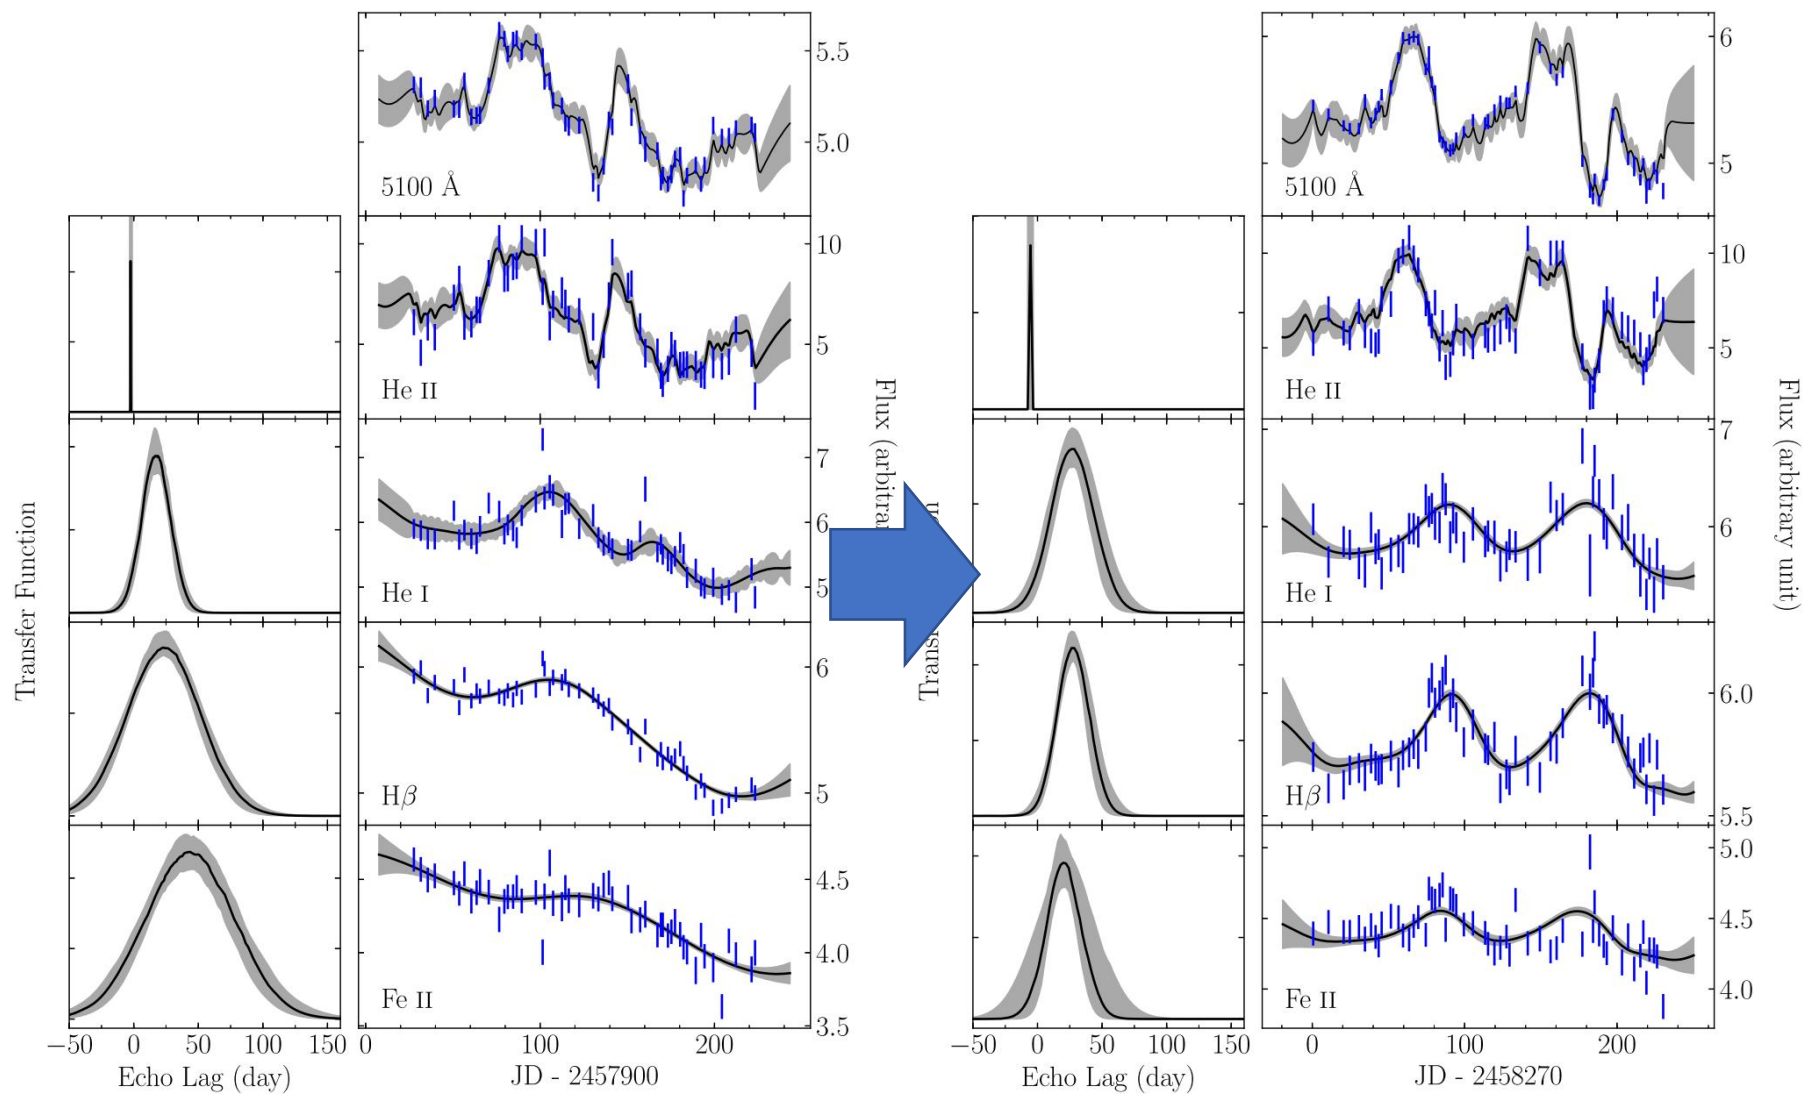 5.5
5.0
5100 Å
10
5
He II
7
6
5
He I
6
5
Hβ
4.5
4.0
3.5
Fe II
Transfer Function
−50 0 50 100 150
Echo Lag (day)
0 100 200
JD - 2457900
Flux (arbitra
6
5
5100 Å
10
5
He II
7
6
He I
6.0
5.5
Hβ
5.0
4.5
4.0
Fe II
−50 0 50 100 150
Echo Lag (day)
0 100 200
JD - 2458270
Flux (arbitrary unit)